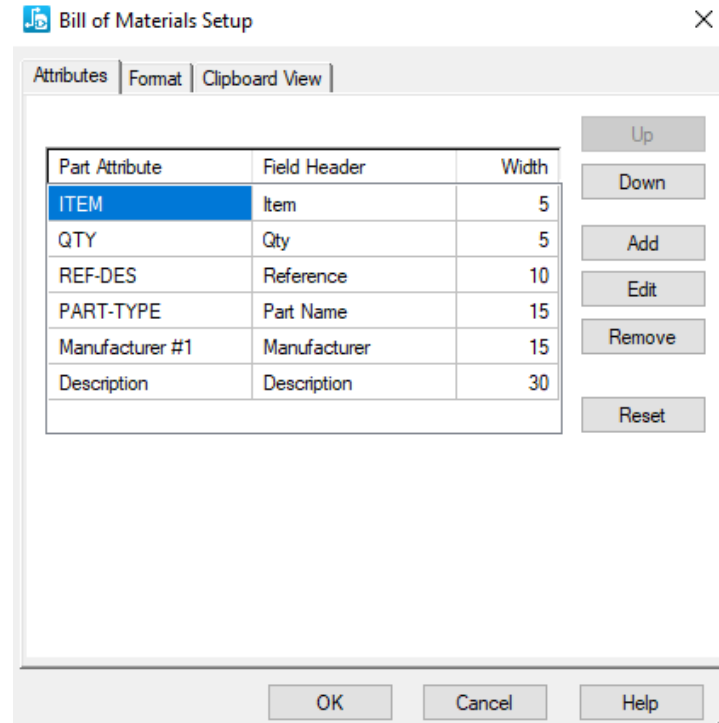 Bill of Materials Setup
Attributes Format Clipboard View
Up
Part Attribute Field Header Width
Down
ITEM Item 5
QTY Qty 5
Add
REF-DES Reference 10
Edit
PART-TYPE Part Name 15
Remove
Manufacturer #1 Manufacturer 15
Description Description 30
Reset
OK Cancel Help